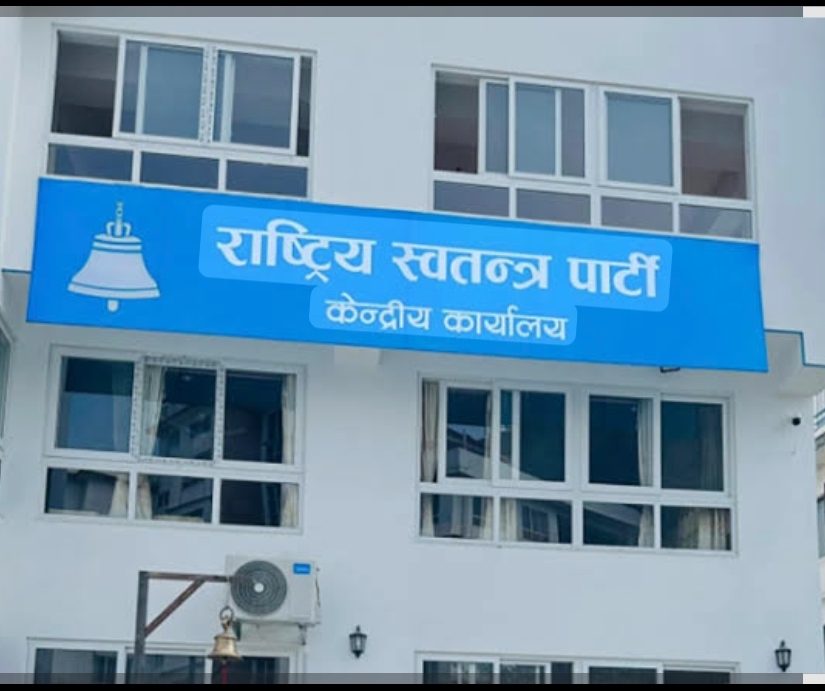 राष्ट्रिय स्वतन्त्र पार्टी
केन्द्रीय कार्यालय